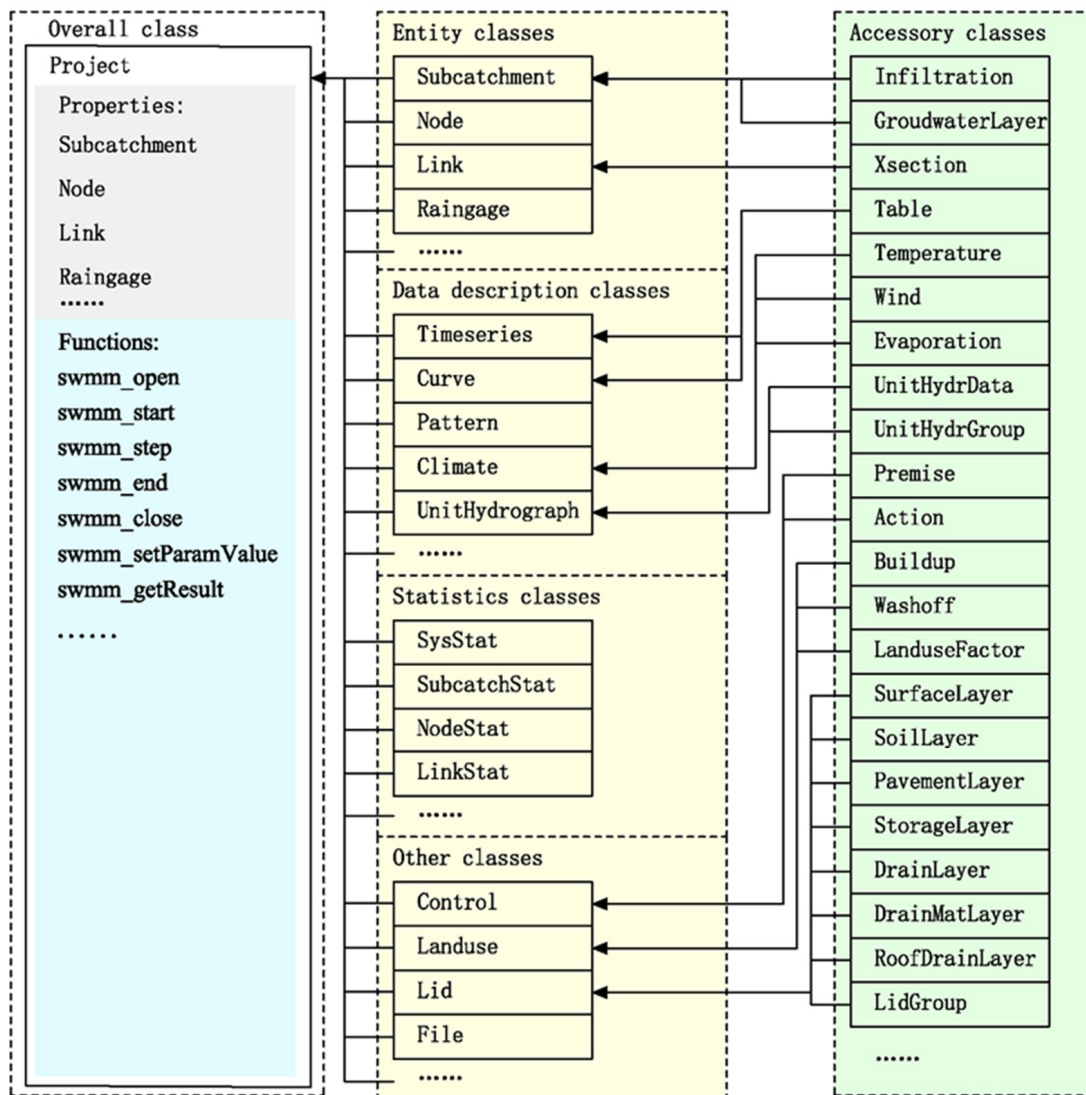 Overall class
Project
Properties:
Subcatchment
Node
Link
Raingage
......
Functions:
swmm_open
swmm_start
swmm_step
swmm_end
swmm_close
swmm_setParamValue
swmm_getResult
......
Entity classes
Subcatchment
Node
Link
Raingage
......
Data description classes
Timeseries
Curve
Pattern
Climate
UnitHydrograph
......
Statistics classes
SysStat
SubcatchStat
NodeStat
LinkStat
......
Other classes
Control
Landuse
Lid
File
......
Accessory classes
Infiltration
GroudwaterLayer
Xsection
Table
Temperature
Wind
Evaporation
UnitHydrData
UnitHydrGroup
Premise
Action
Buildup
Washoff
LanduseFactor
SurfaceLayer
SoilLayer
PavementLayer
StorageLayer
DrainLayer
DrainMatLayer
RoofDrainLayer
LidGroup
......